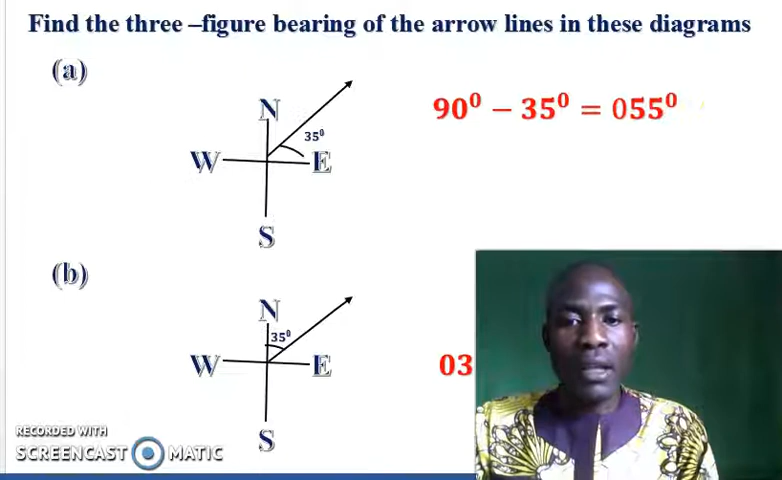 Find the three –figure bearing of the arrow lines in these diagrams
(a)
N
35⁰
W
E
S
90⁰ − 35⁰ = 055⁰
(b)
N
35⁰
W
E
S
03
RECORDED WITH
SCREENCAST MATIC